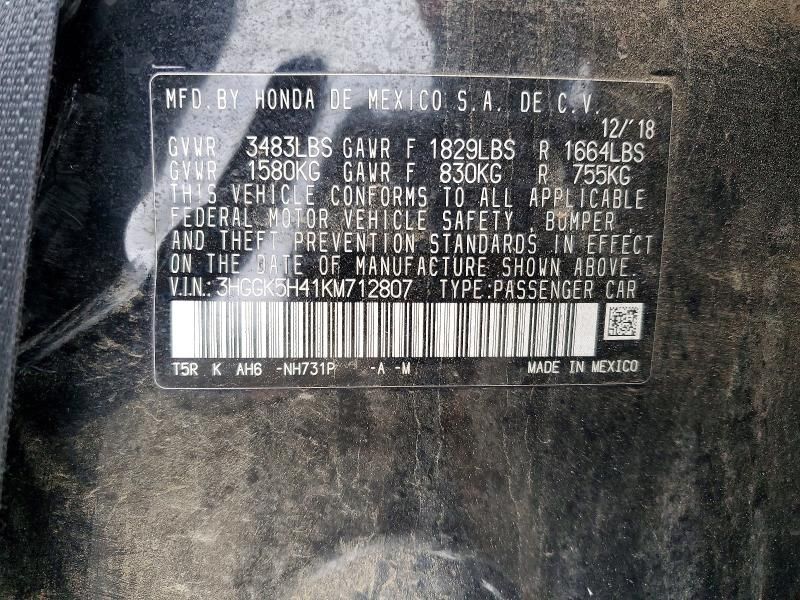 MFD. BY HONDA DE MEXICO S.A. DE C.V.
12/'18
GVWR 3483LBS GAWR F 1829LBS R 1664LBS
GVWR 1580KG GAWR F 830KG R 755KG
THIS VEHICLE CONFORMS TO ALL APPLICABLE
FEDERAL MOTOR VEHICLE SAFETY , BUMPER ,
AND THEFT PREVENTION STANDARDS IN EFFECT
ON THE DATE OF MANUFACTURE SHOWN ABOVE.
V.I.N.: 3HGGK5H41KM712807 TYPE:PASSENGER CAR
T5R K AH6 -NH731P -A -M MADE IN MEXICO